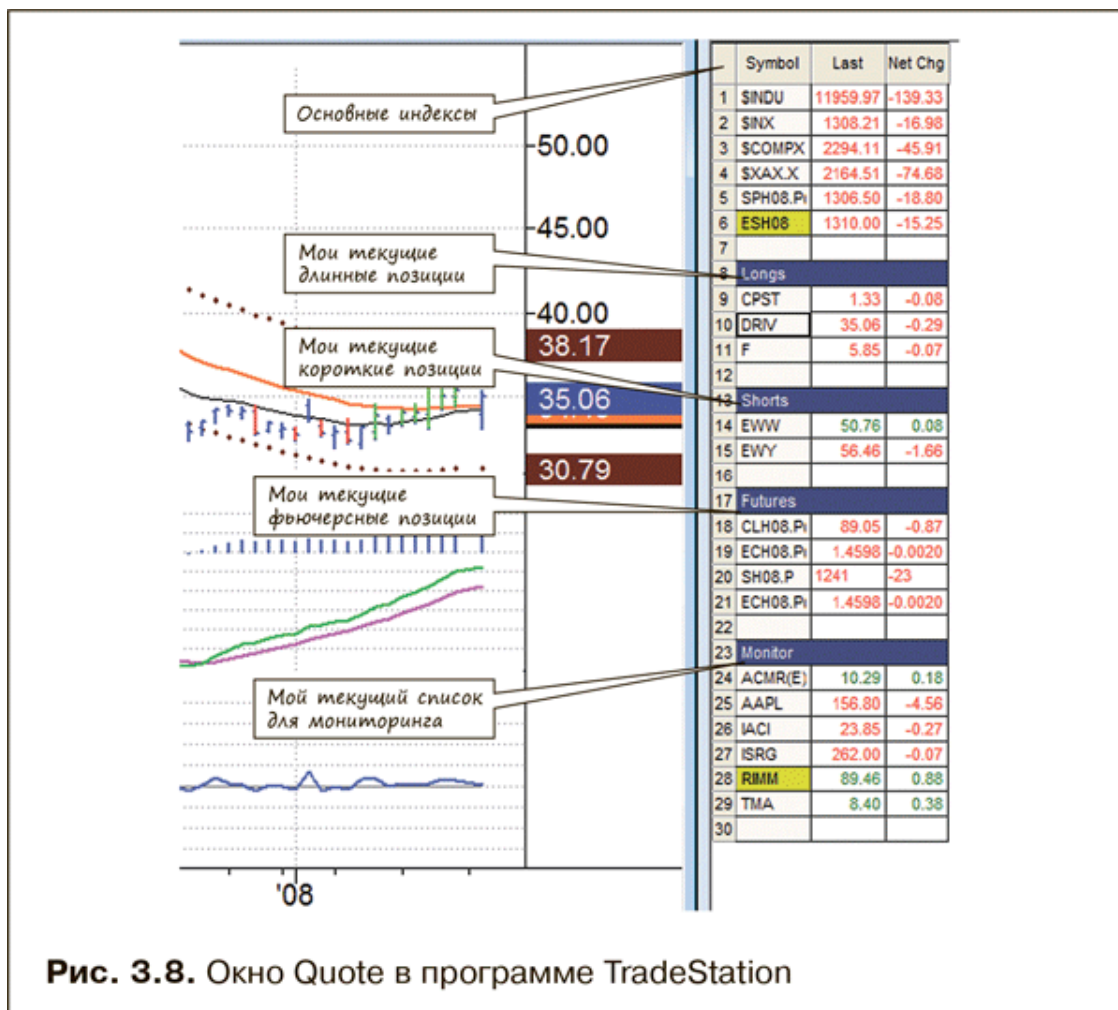 Основные индексы
Мои текущие
длинные позиции
Мои текущие
короткие позиции
Мои текущие
фьючерсные позиции
Мой текущий список
для мониторинга
50.00
45.00
40.00
38.17
35.06
30.79
'08
Symbol Last Net Chg
1 $INDU 11959.97 -139.33
2 $INX 1308.21 -16.98
3 $COMPX 2294.11 -45.91
4 $XAX.X 2164.51 -74.68
5 SPH08.P 1306.50 -18.80
6 ESH08 1310.00 -15.25
7
8 Longs
9 CPST 1.33 -0.08
10 DRIV 35.06 -0.29
11 F 5.85 -0.07
12
13 Shorts
14 EWW 50.76 0.08
15 EWY 56.46 -1.66
16
17 Futures
18 CLH08.P 89.05 -0.87
19 ECH08.P 1.4598 -0.0020
20 SH08.P 1241 -23
21 ECH08.P 1.4598 -0.0020
22
23 Monitor
24 ACMR(E) 10.29 0.18
25 AAPL 156.80 -4.56
26 IACI 23.85 -0.27
27 ISRG 262.00 -0.07
28 RIMM 89.46 0.88
29 TMA 8.40 0.38
30
Рис. 3.8. Окно Quote в программе TradeStation